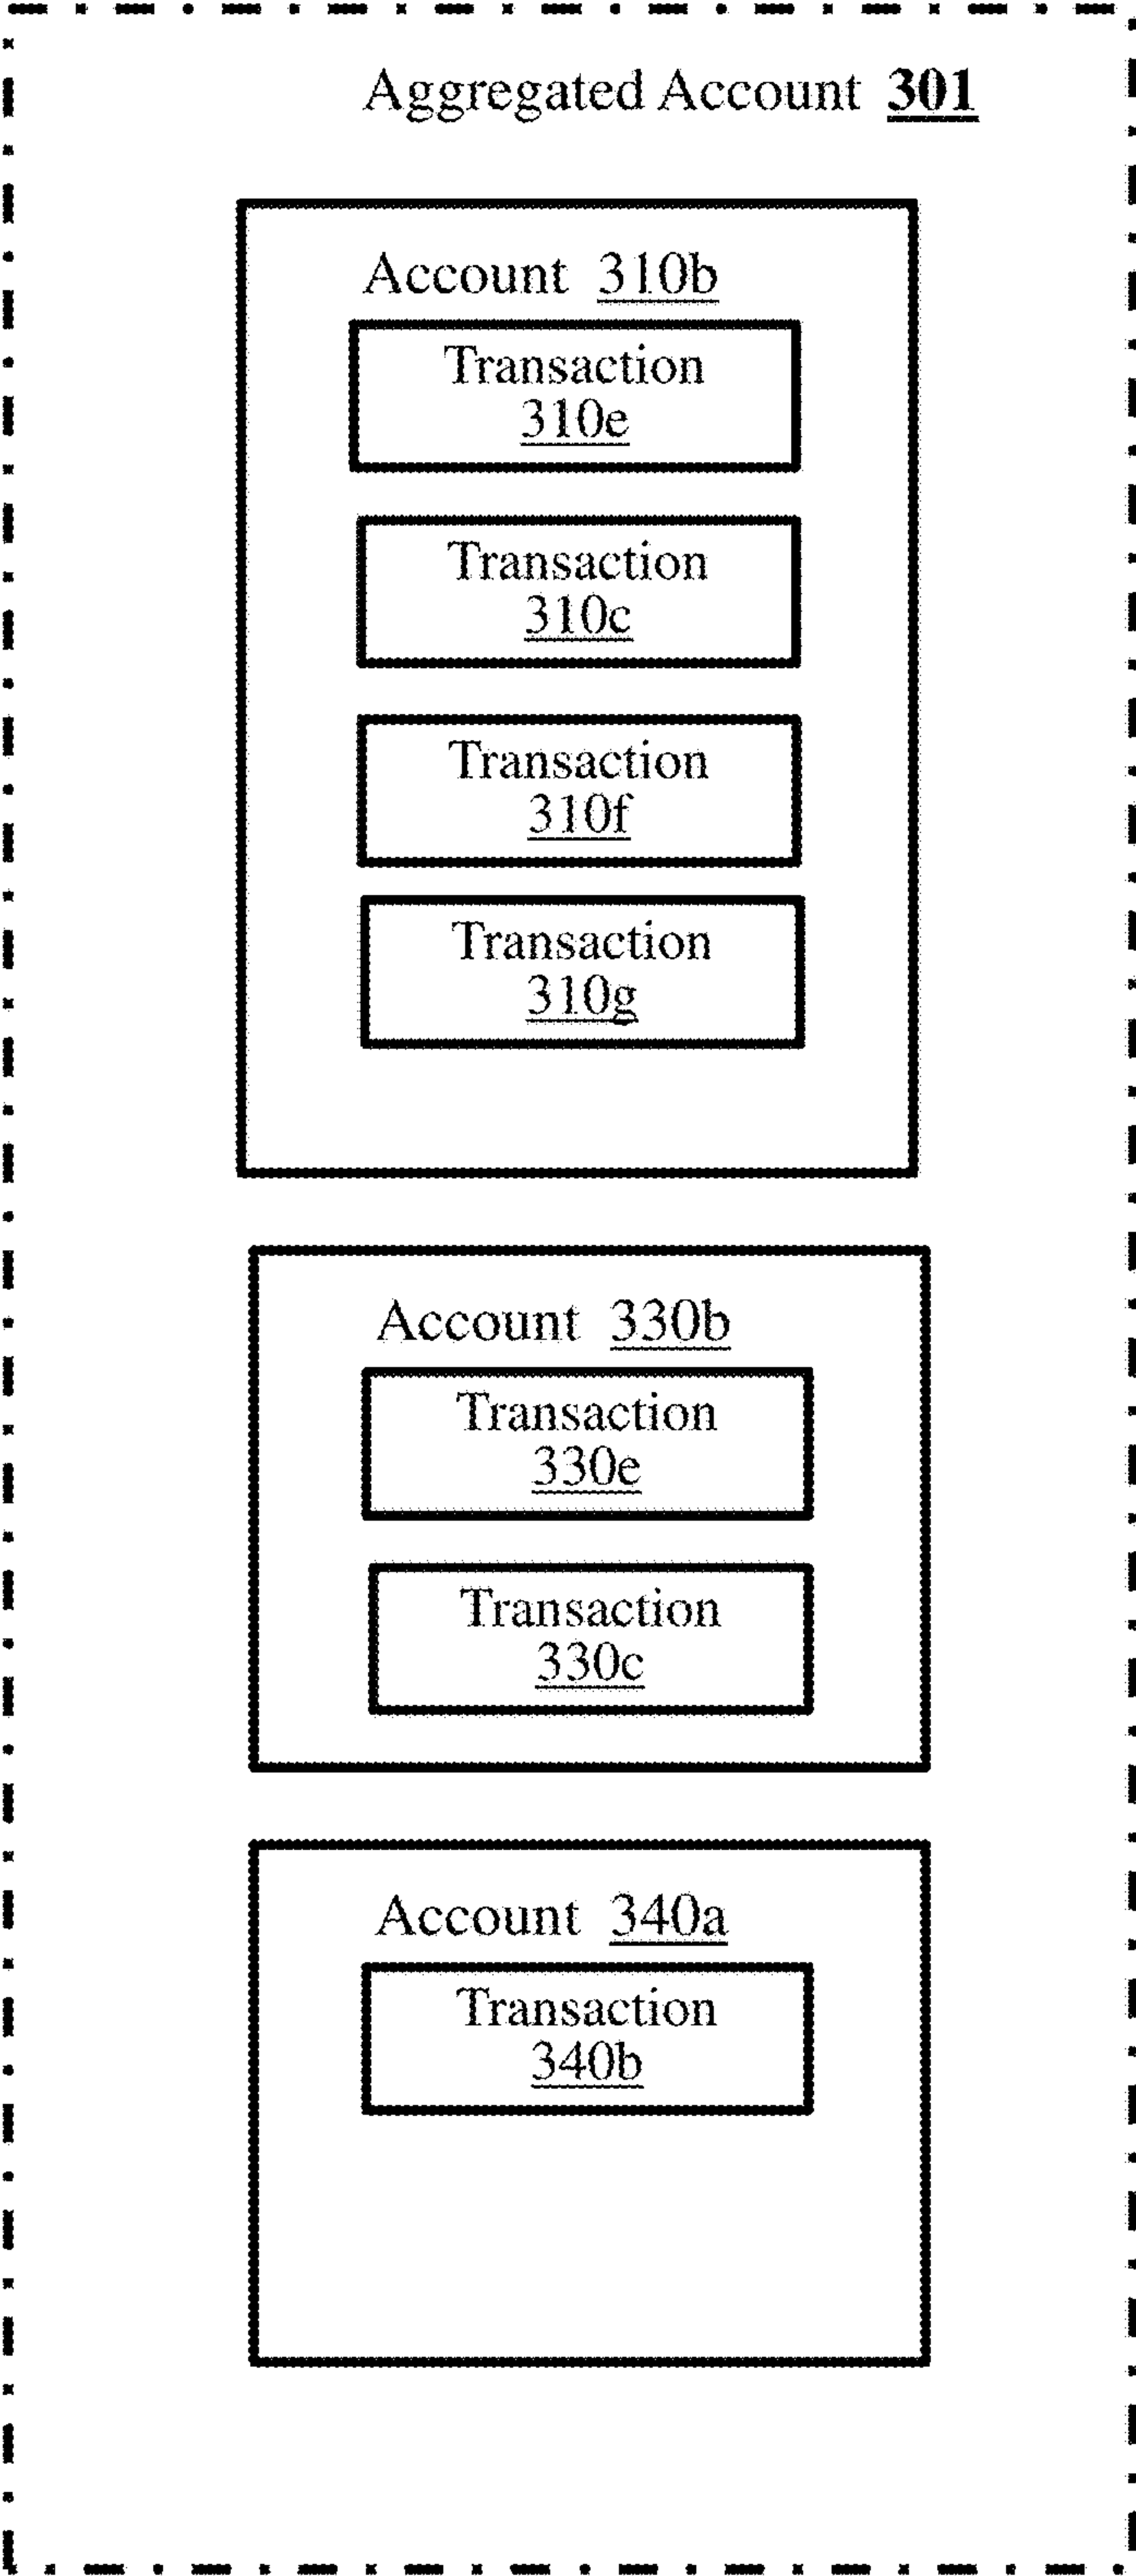 Aggregated Account 301
Account 310b
Transaction
310e
Transaction
310c
Transaction
310f
Transaction
310g
Account 330b
Transaction
330e
Transaction
330c
Account 340a
Transaction
340b